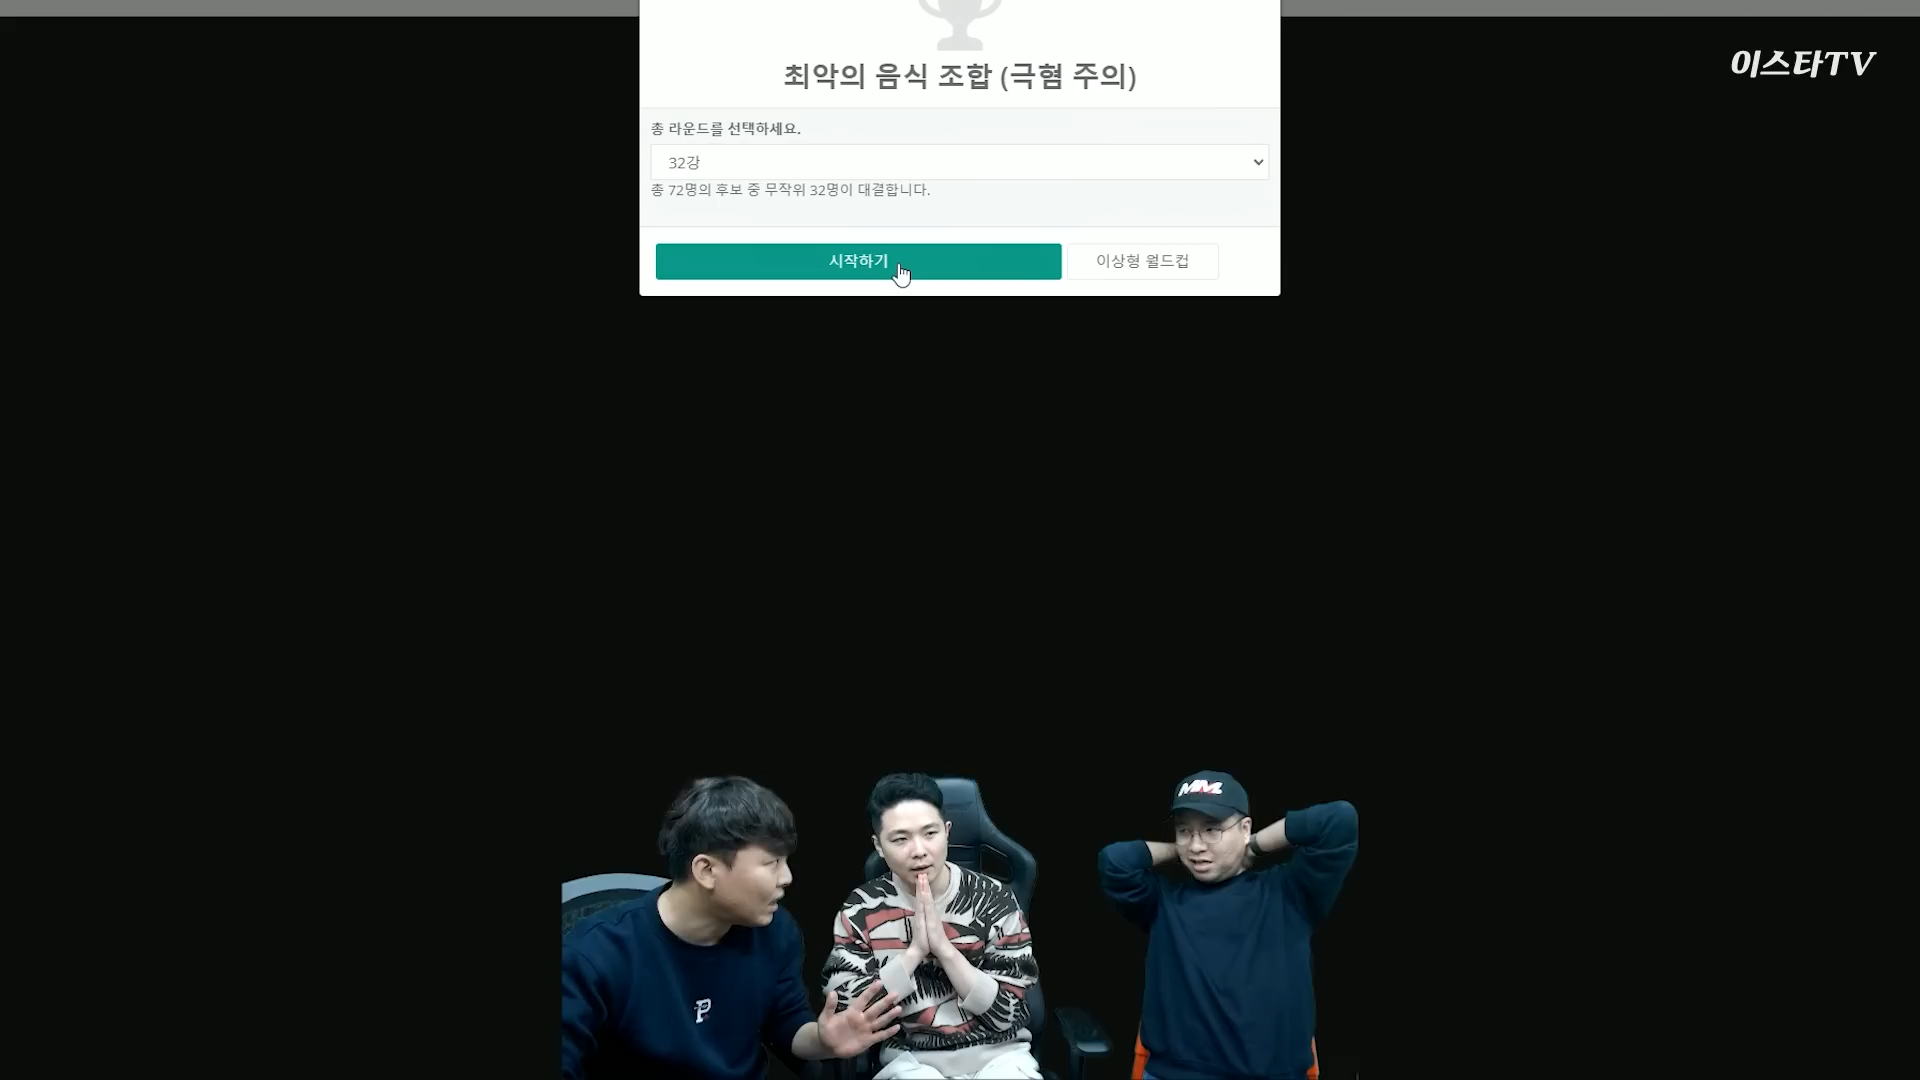 최악의 음식 조합 (극혐 주의)
이스타TV
총 라운드를 선택하세요.
32강
총 72명의 후보 중 무작위 32명이 대결합니다.
시작하기
이상형 월드컵
MM
P